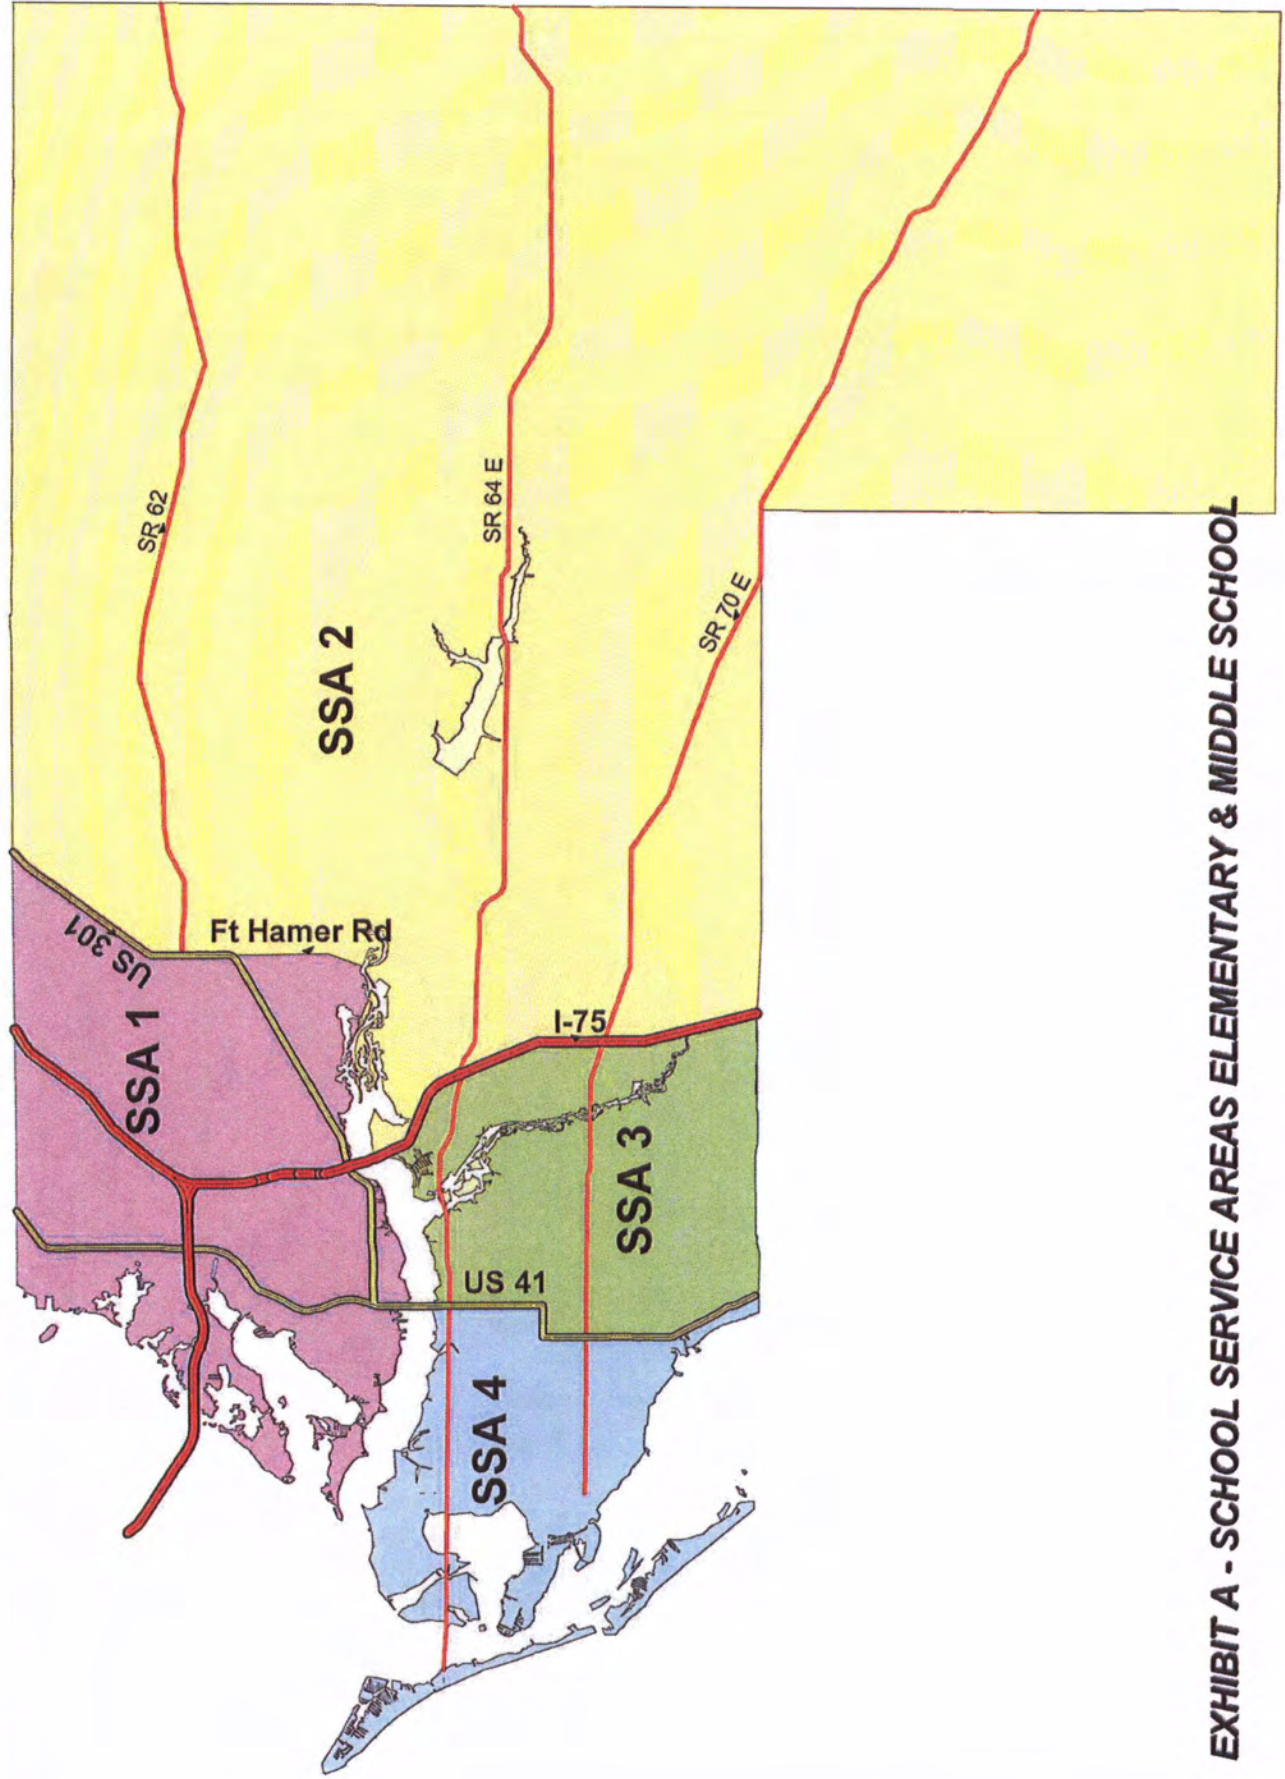 SR 62
SR 64 E
SR 70 E
SSA 2
US 301
Ft Hamer Rd
SSA 1
I-75
SSA 3
US 41
SSA 4
EXHIBIT A - SCHOOL SERVICE AREAS ELEMENTARY & MIDDLE SCHOOL